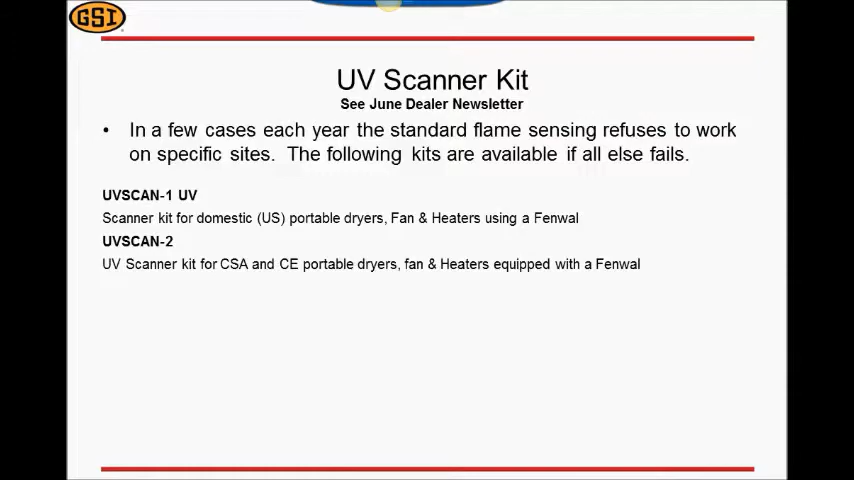 GSI
UV Scanner Kit
See June Dealer Newsletter
• In a few cases each year the standard flame sensing refuses to work
on specific sites. The following kits are available if all else fails.
UVSCAN-1 UV
Scanner kit for domestic (US) portable dryers, Fan & Heaters using a Fenwal
UVSCAN-2
UV Scanner kit for CSA and CE portable dryers, fan & Heaters equipped with a Fenwal